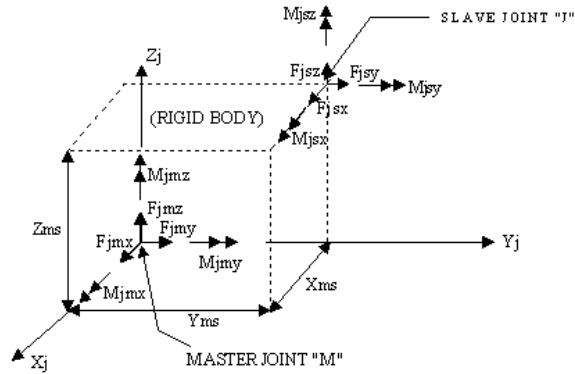 Mjsz
SLAVE JOINT "J"
Zj
Fjsz
Fjsy
Mjsy
Fjsx
(RIGID BODY)
Mjsx
Mjmz
Fjmz
Zms
Fjmy
Fjmx
Yj
Mjmy
Xms
Mjmx
Yms
Xj
MASTER JOINT "M"